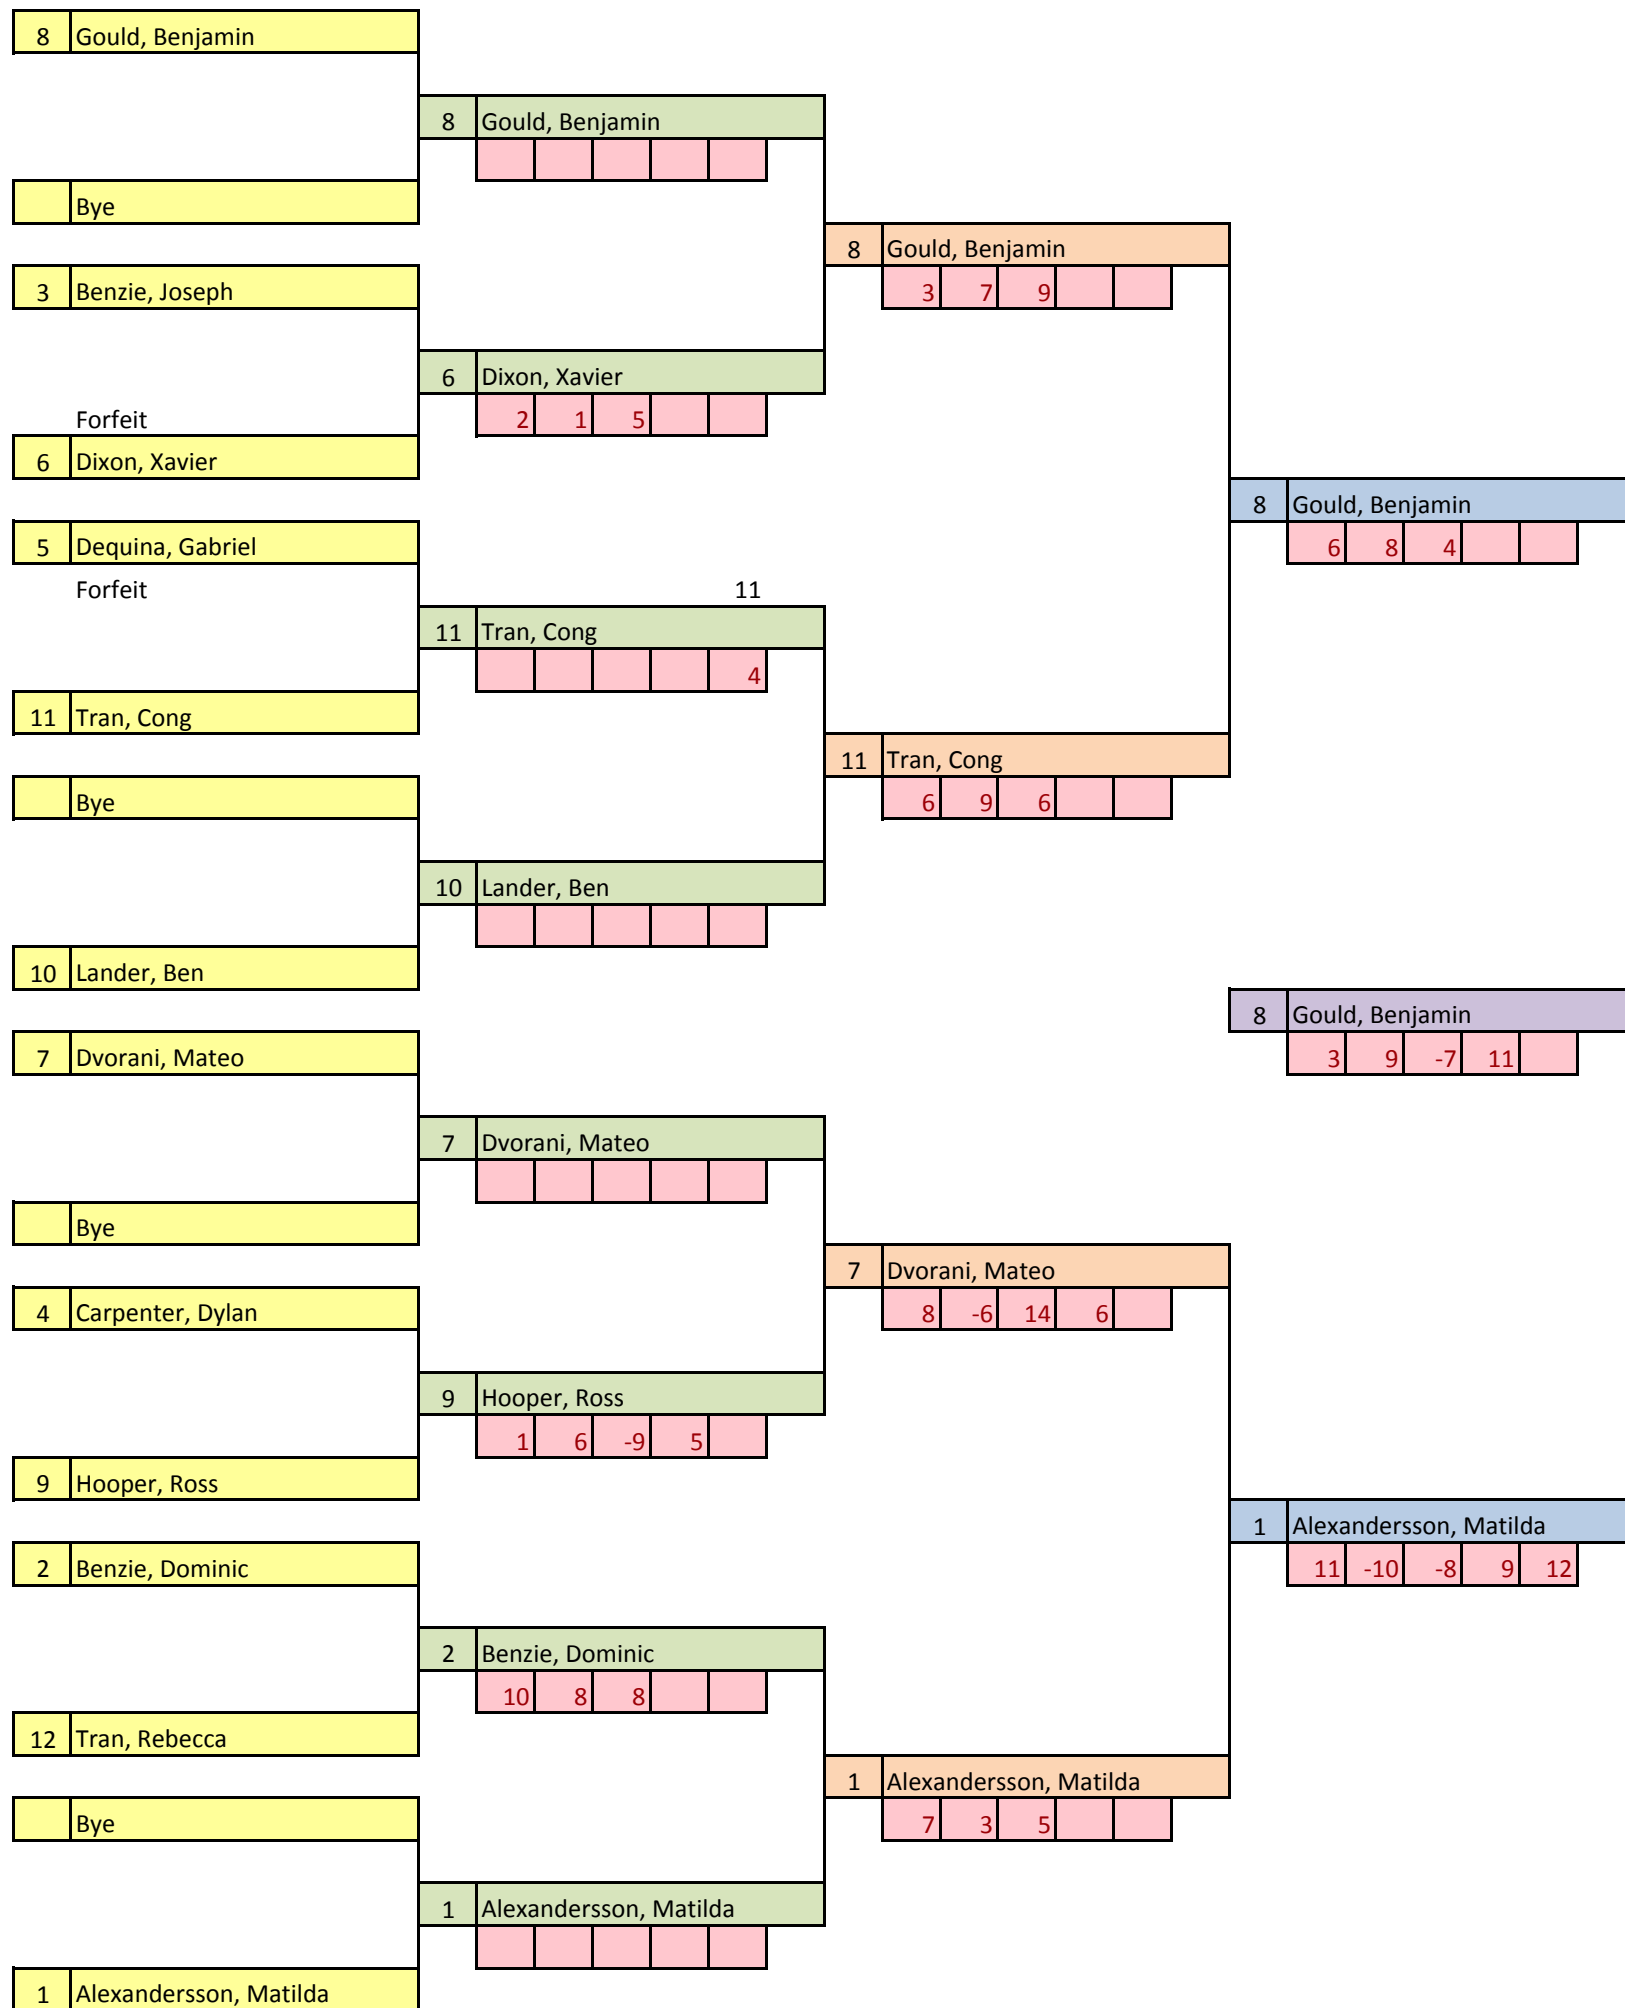 8 Gould, Benjamin
8 Gould, Benjamin
Bye
8 Gould, Benjamin
3 Benzie, Joseph
3 7 9
6 Dixon, Xavier
Forfeit
2 1 5
6 Dixon, Xavier
8 Gould, Benjamin
5 Dequina, Gabriel
6 8 4
Forfeit
11
11 Tran, Cong
4
11 Tran, Cong
11 Tran, Cong
Bye
6 9 6
10 Lander, Ben
10 Lander, Ben
8 Gould, Benjamin
7 Dvorani, Mateo
3 9 -7 11
7 Dvorani, Mateo
Bye
7 Dvorani, Mateo
4 Carpenter, Dylan
8 -6 14 6
9 Hooper, Ross
1 6 -9 5
9 Hooper, Ross
1 Alexandersson, Matilda
2 Benzie, Dominic
11 -10 -8 9 12
2 Benzie, Dominic
10 8 8
12 Tran, Rebecca
1 Alexandersson, Matilda
Bye
7 3 5
1 Alexandersson, Matilda
1 Alexandersson, Matilda